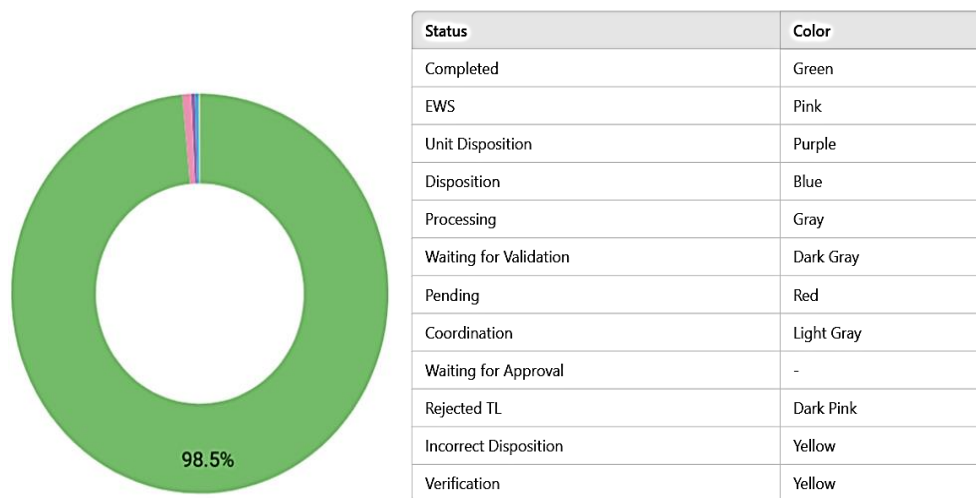 Status Color
Completed Green
EWS Pink
Unit Disposition Purple
Disposition Blue
Processing Gray
Waiting for Validation Dark Gray
Pending Red
Coordination Light Gray
Waiting for Approval -
Rejected TL Dark Pink
Incorrect Disposition Yellow
Verification Yellow
98.5%